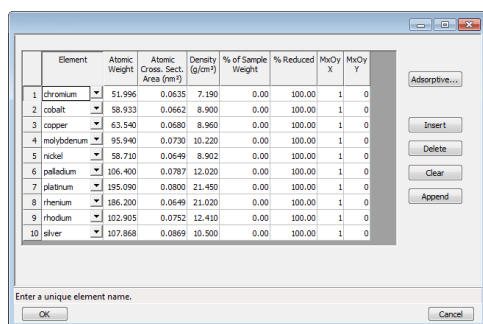 Element Atomic Weight Atomic Cross. Sect. Area (nm²) Density (g/cm³) % of Sample Weight % Reduced MxOy X MxOy Y
1 chromium 51.996 0.0635 7.190 0.00 100.00 1 0
2 cobalt 58.933 0.0662 8.900 0.00 100.00 1 0
3 copper 63.540 0.0680 8.960 0.00 100.00 1 0
4 molybdenum 95.940 0.0730 10.220 0.00 100.00 1 0
5 nickel 58.710 0.0649 8.902 0.00 100.00 1 0
6 palladium 106.400 0.0787 12.020 0.00 100.00 1 0
7 platinum 195.090 0.0800 21.450 0.00 100.00 1 0
8 rhenium 186.200 0.0649 21.020 0.00 100.00 1 0
9 rhodium 102.905 0.0752 12.410 0.00 100.00 1 0
10 silver 107.868 0.0869 10.500 0.00 100.00 1 0
Adsorptive...
Insert
Delete
Clear
Append
Enter a unique element name.
OK
Cancel